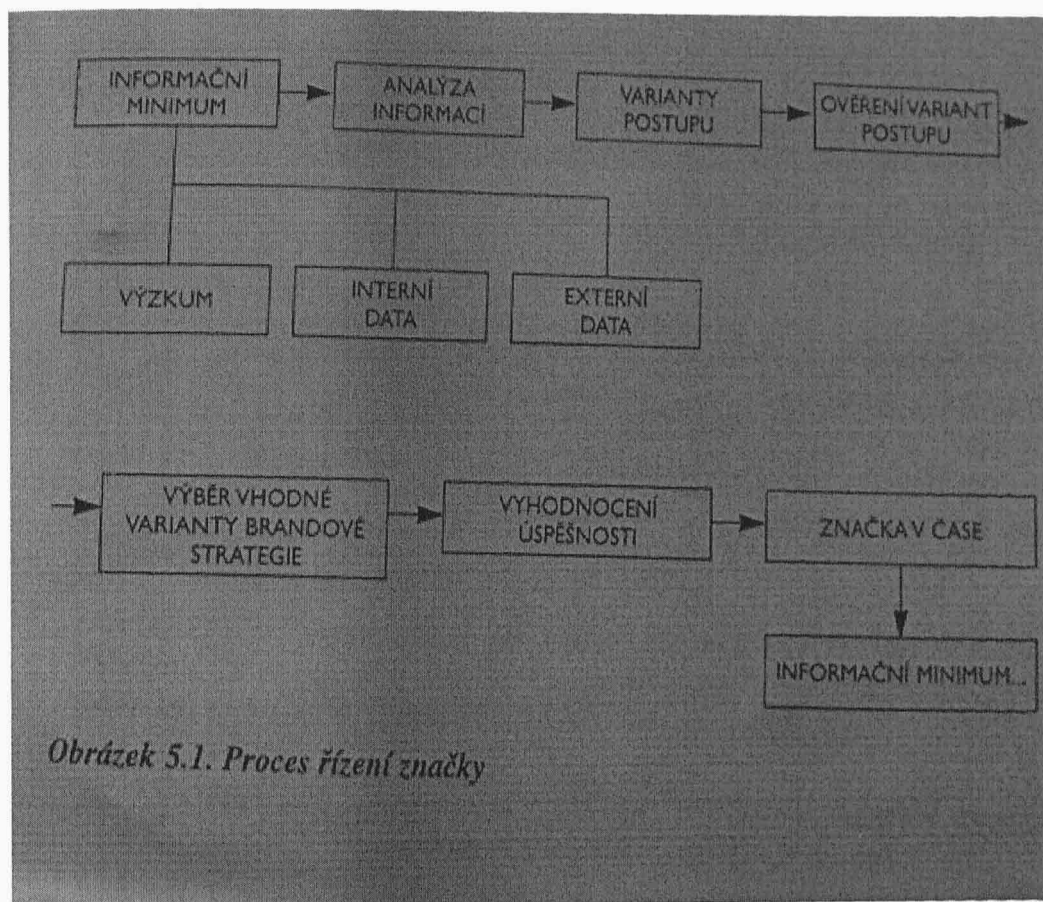 INFORMAČNÍ
MINIMUM
ANALÝZA
INFORMACÍ
VARIANTY
POSTUPU
OVĚŘENÍ VARIANT
POSTUPU
VÝZKUM
INTERNÍ
DATA
EXTERNÍ
DATA
VÝBĚR VHODNÉ
VARIANTY BRANDOVÉ
STRATEGIE
VYHODNOCENÍ
ÚSPĚŠNOSTI
ZNAČKA V ČASE
INFORMAČNÍ MINIMUM...
Obrázek 5.1. Proces řízení značky